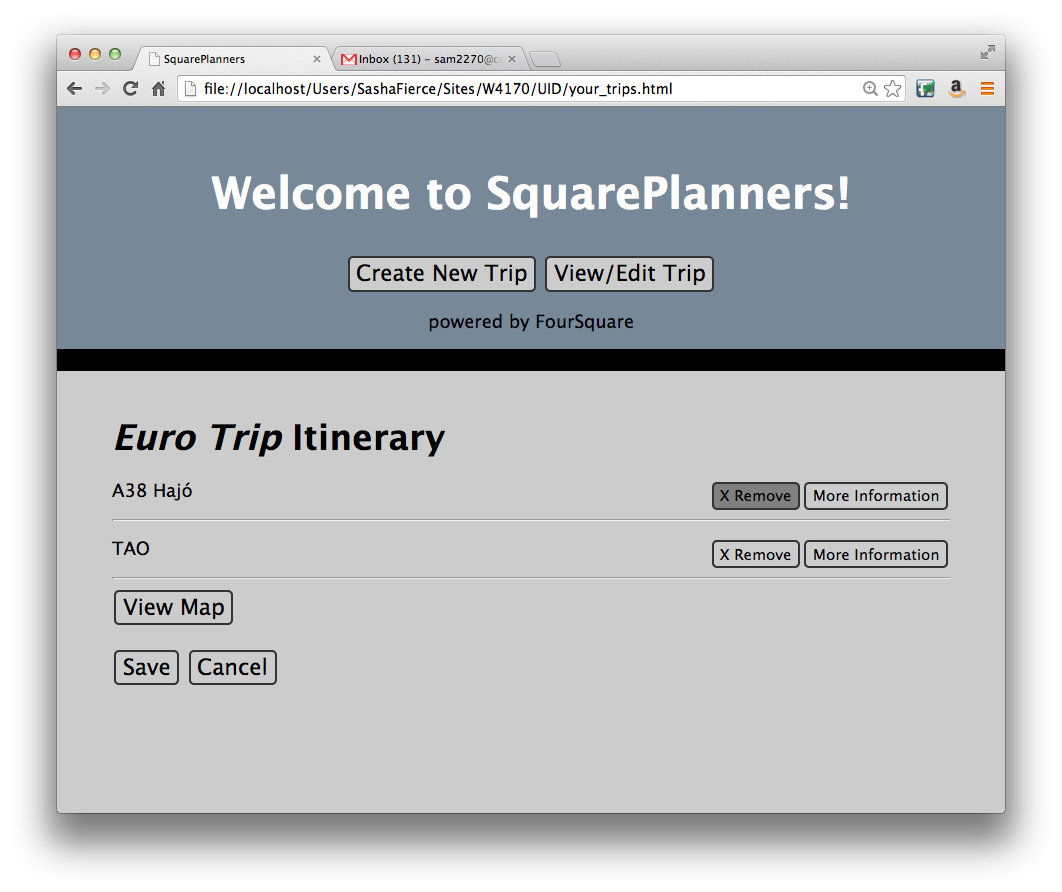 SquarePlanners
Inbox (131) – sam2270@c
file://localhost/Users/SashaFierce/Sites/W4170/UID/your_trips.html
Welcome to SquarePlanners!
Create New Trip View/Edit Trip
powered by FourSquare
Euro Trip Itinerary
A38 Hajó X Remove More Information
TAO X Remove More Information
View Map
Save Cancel